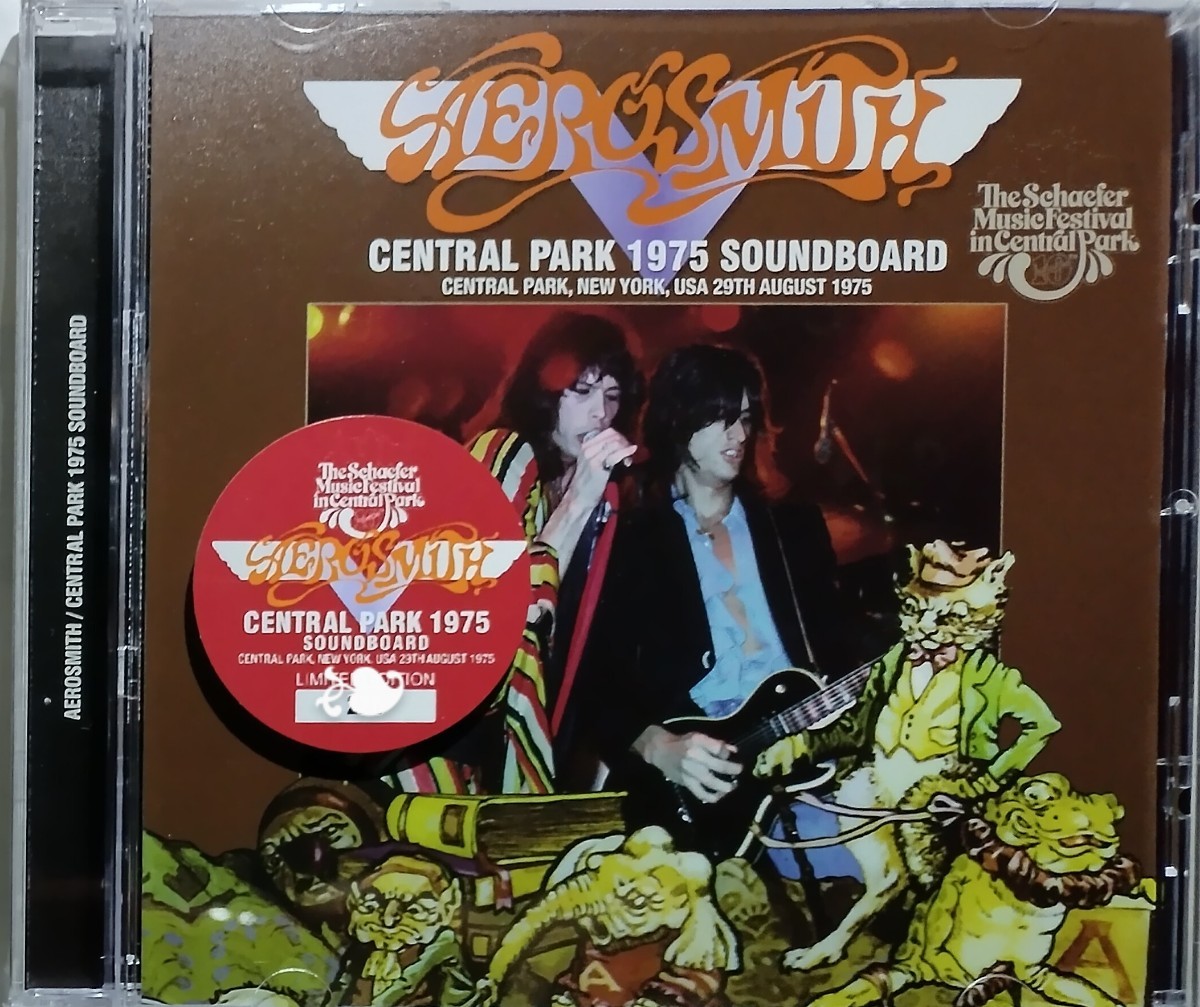 AEROSMITH / CENTRAL PARK 1975 SOUNDBOARD
AEROSMITH
CENTRAL PARK 1975 SOUNDBOARD
CENTRAL PARK, NEW YORK, USA 29TH AUGUST 1975
The Schaefer
Music Festival
in Central Park
The Schaefer
Music Festival
in Central Park
AEROSMITH
CENTRAL PARK 1975
SOUNDBOARD
CENTRAL PARK, NEW YORK, USA 29TH AUGUST 1975
LIMITED EDITION
A
A